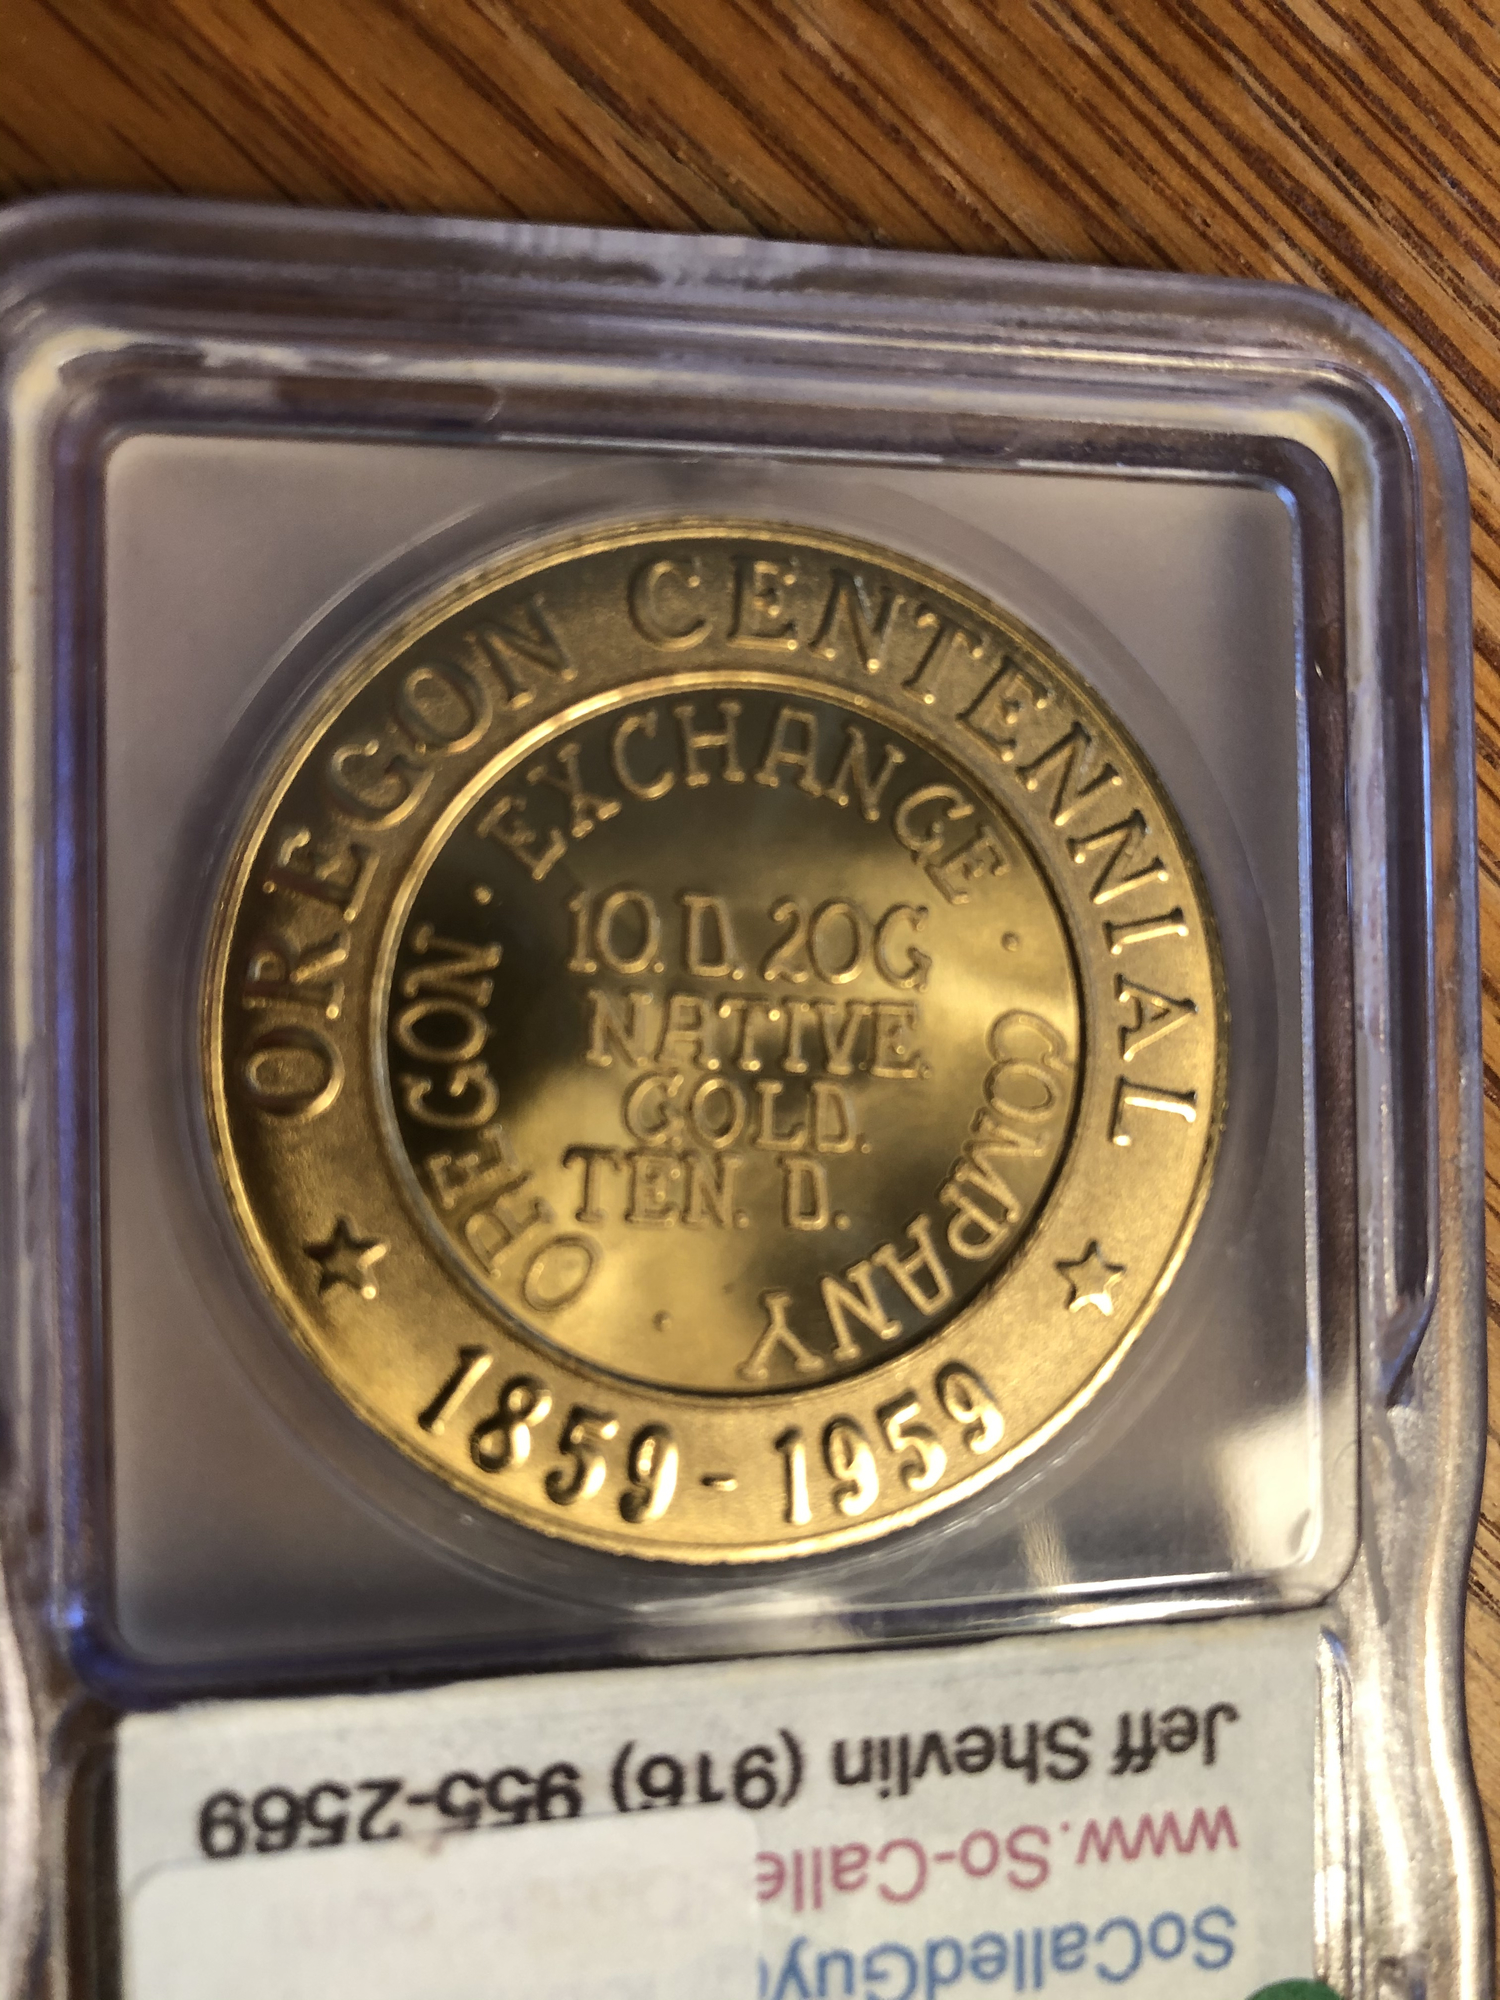 OREGON CENTENNIAL
1859 - 1959
OREGON · EXCHANGE · COMPANY ·
10. D. 20G
NATIVE.
GOLD.
TEN. D.
SoCalledGuy
www.So-Calle
Jeff Shevlin (916) 955-2569